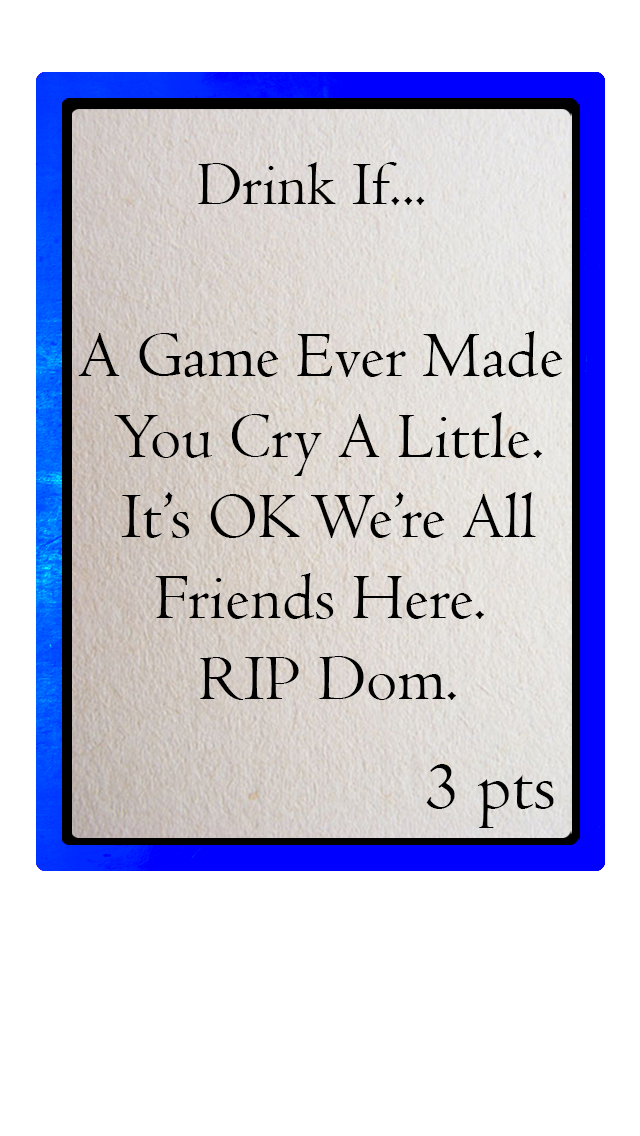 Drink If...
A Game Ever Made
You Cry A Little.
It's OK We're All
Friends Here.
RIP Dom.
3 pts